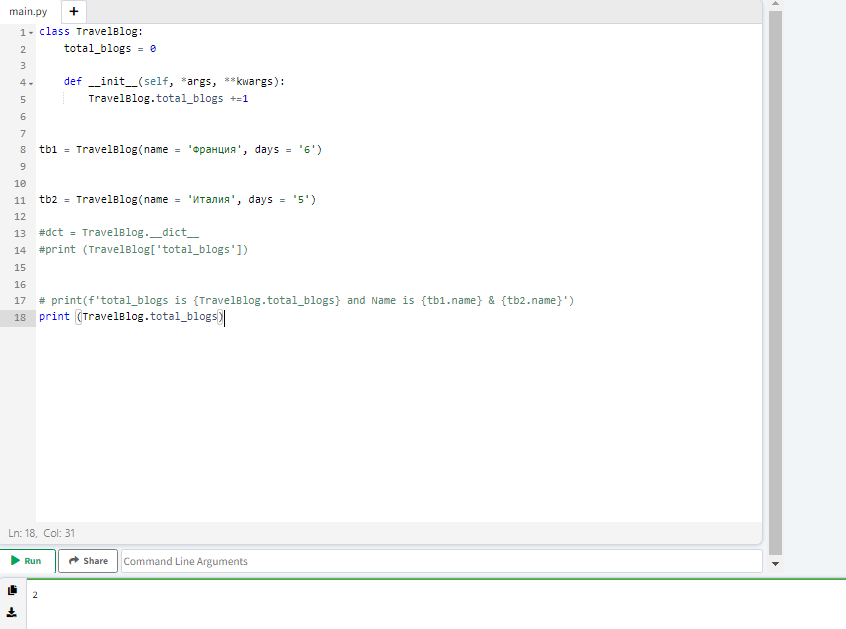 main.py +
1 class TravelBlog:
2     total_blogs = 0
3
4     def __init__(self, *args, **kwargs):
5         TravelBlog.total_blogs +=1
6
7
8 tb1 = TravelBlog(name = 'Франция', days = '6')
9
10
11 tb2 = TravelBlog(name = 'Италия', days = '5')
12
13 #dct = TravelBlog.__dict__
14 #print (TravelBlog['total_blogs'])
15
16
17 # print(f'total_blogs is {TravelBlog.total_blogs} and Name is {tb1.name} & {tb2.name}')
18 print (TravelBlog.total_blogs)
Ln: 18, Col: 31
Run Share Command Line Arguments
2